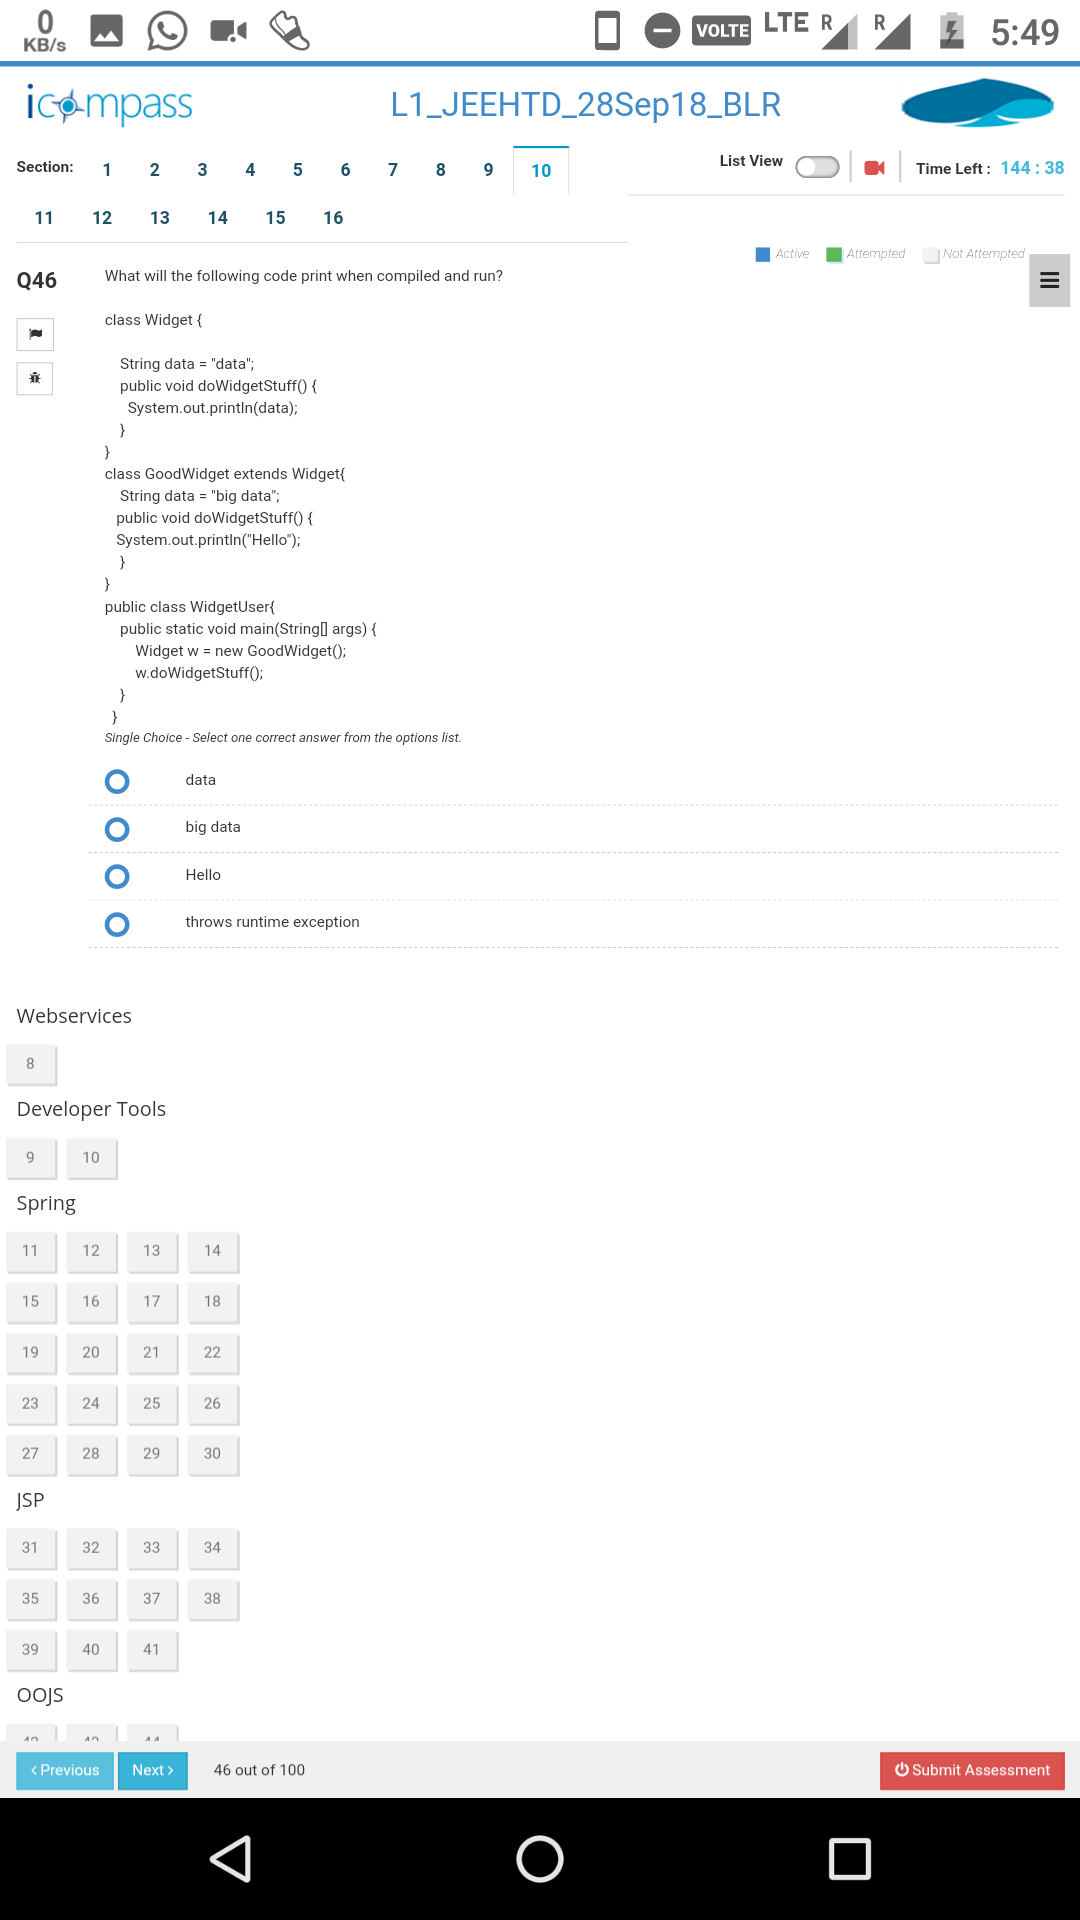 0
KB/s
VOLTE
LTE
R
R
5:49
icompass
L1_JEEHTD_28Sep18_BLR
Section: 1 2 3 4 5 6 7 8 9 10
List View
Time Left : 144 : 38
11 12 13 14 15 16
Active Attempted Not Attempted
Q46
What will the following code print when compiled and run?
class Widget {
String data = "data";
public void doWidgetStuff() {
System.out.println(data);
}
}
class GoodWidget extends Widget{
String data = "big data";
public void doWidgetStuff() {
System.out.println("Hello");
}
}
public class WidgetUser{
public static void main(String[] args) {
Widget w = new GoodWidget();
w.doWidgetStuff();
}
}
Single Choice - Select one correct answer from the options list.
data
big data
Hello
throws runtime exception
Webservices
8
Developer Tools
9 10
Spring
11 12 13 14
15 16 17 18
19 20 21 22
23 24 25 26
27 28 29 30
JSP
31 32 33 34
35 36 37 38
39 40 41
OOJS
42 43 44
Previous Next 46 out of 100 Submit Assessment